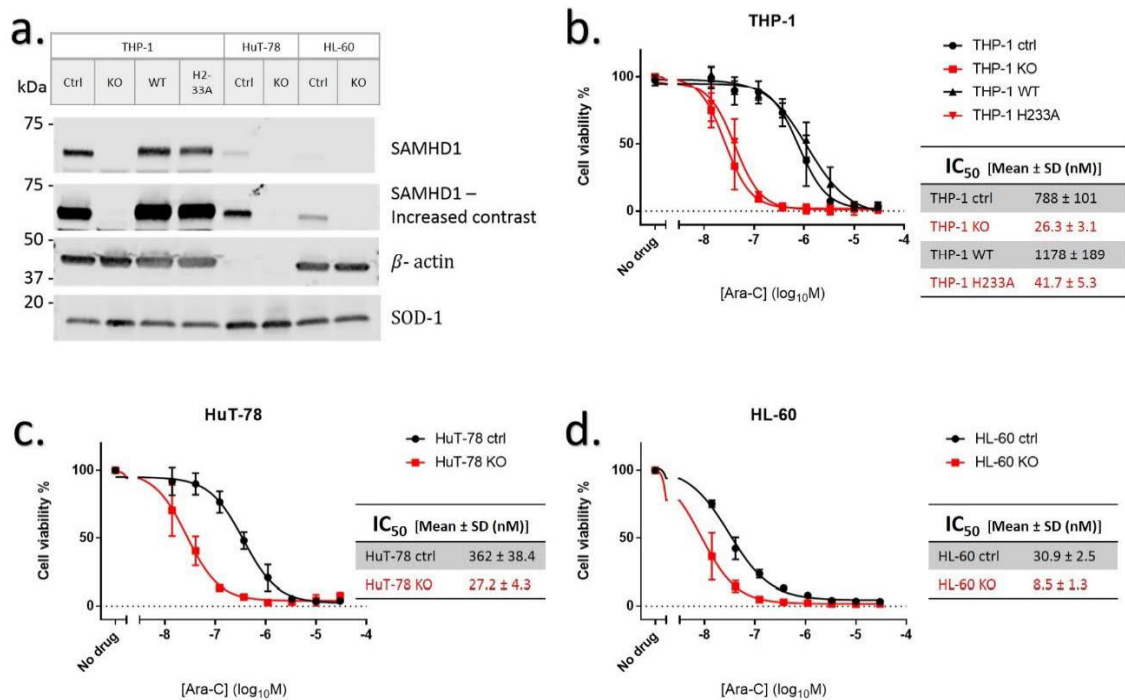 a.
THP-1 HuT-78 HL-60
kDa Ctrl KO WT H2-33A Ctrl KO Ctrl KO
75
SAMHD1
75
SAMHD1 –
Increased contrast
50
β- actin
37
20
SOD-1
b.
THP-1
THP-1 ctrl
THP-1 KO
THP-1 WT
THP-1 H233A
Cell viability %
100
50
0
No drug -8 -7 -6 -5 -4
[Ara-C] (log10M)
IC50 [Mean ± SD (nM)]
THP-1 ctrl 788 ± 101
THP-1 KO 26.3 ± 3.1
THP-1 WT 1178 ± 189
THP-1 H233A 41.7 ± 5.3
c.
HuT-78
HuT-78 ctrl
HuT-78 KO
Cell viability %
100
50
0
No drug -8 -7 -6 -5 -4
[Ara-C] (log10M)
IC50 [Mean ± SD (nM)]
HuT-78 ctrl 362 ± 38.4
HuT-78 KO 27.2 ± 4.3
d.
HL-60
HL-60 ctrl
HL-60 KO
Cell viability %
100
50
0
No drug -8 -7 -6 -5 -4
[Ara-C] (log10M)
IC50 [Mean ± SD (nM)]
HL-60 ctrl 30.9 ± 2.5
HL-60 KO 8.5 ± 1.3